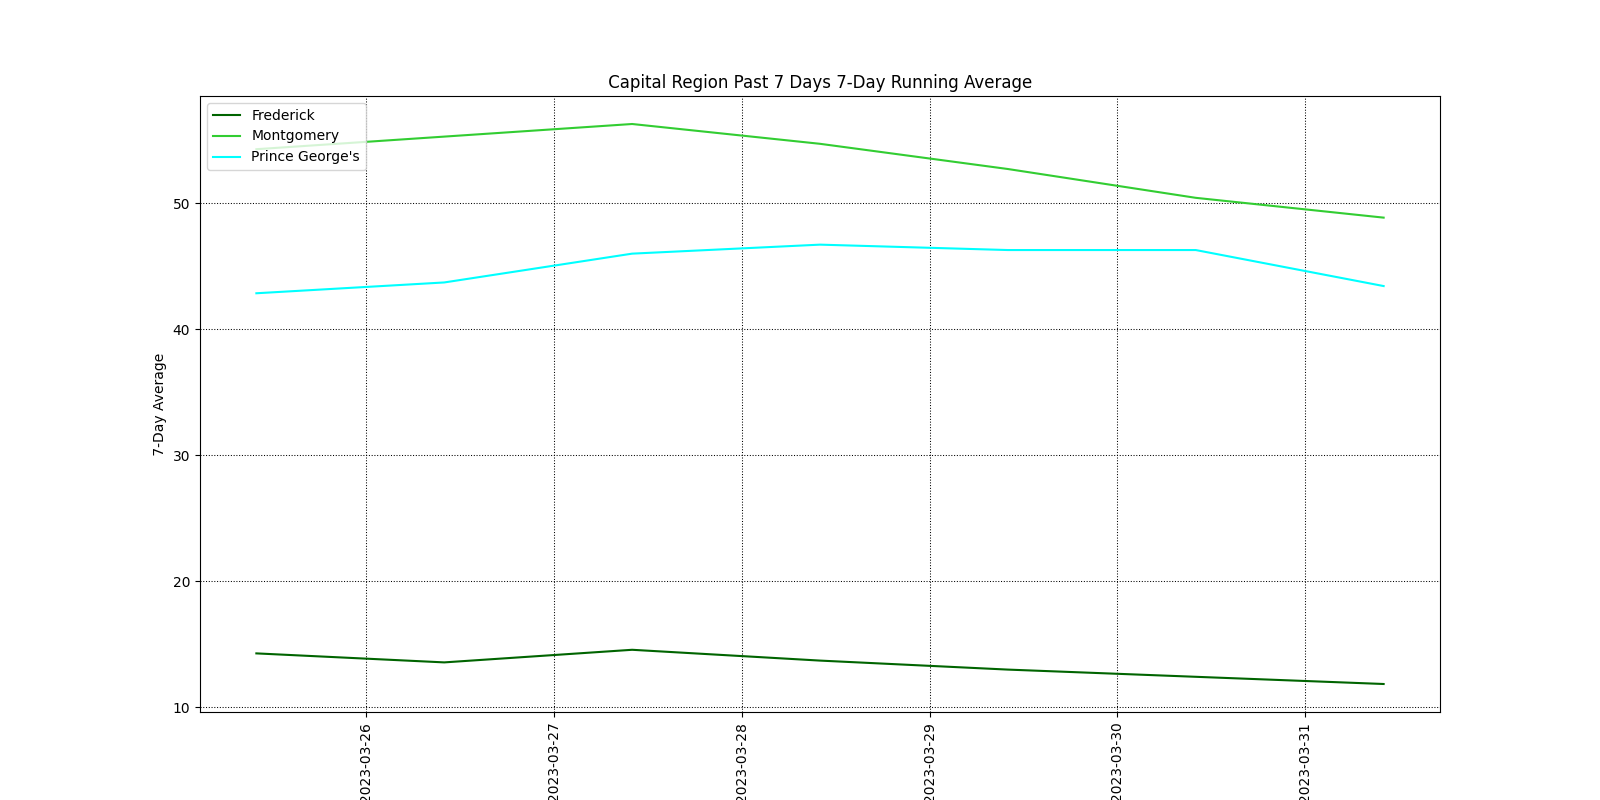 Capital Region Past 7 Days 7-Day Running Average
Frederick
Montgomery
Prince George's
50
40
30
20
10
7-Day Average
2023-03-26
2023-03-27
2023-03-28
2023-03-29
2023-03-30
2023-03-31